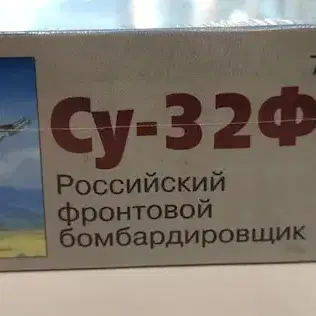 Су-32Ф
Российский
фронтовой
бомбардировщик